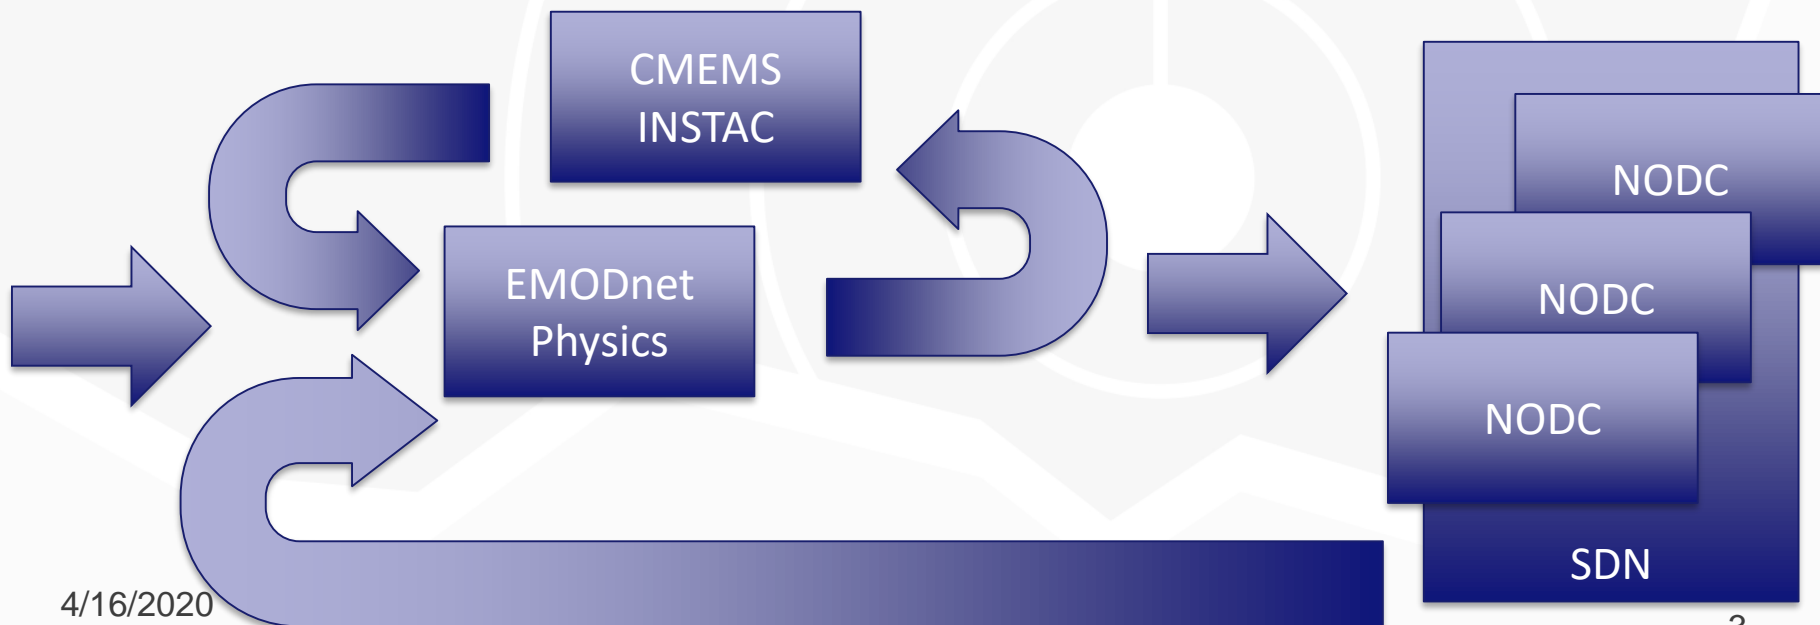 CMEMS
INSTAC
NODC
EMODnet
Physics
NODC
NODC
SDN
4/16/2020